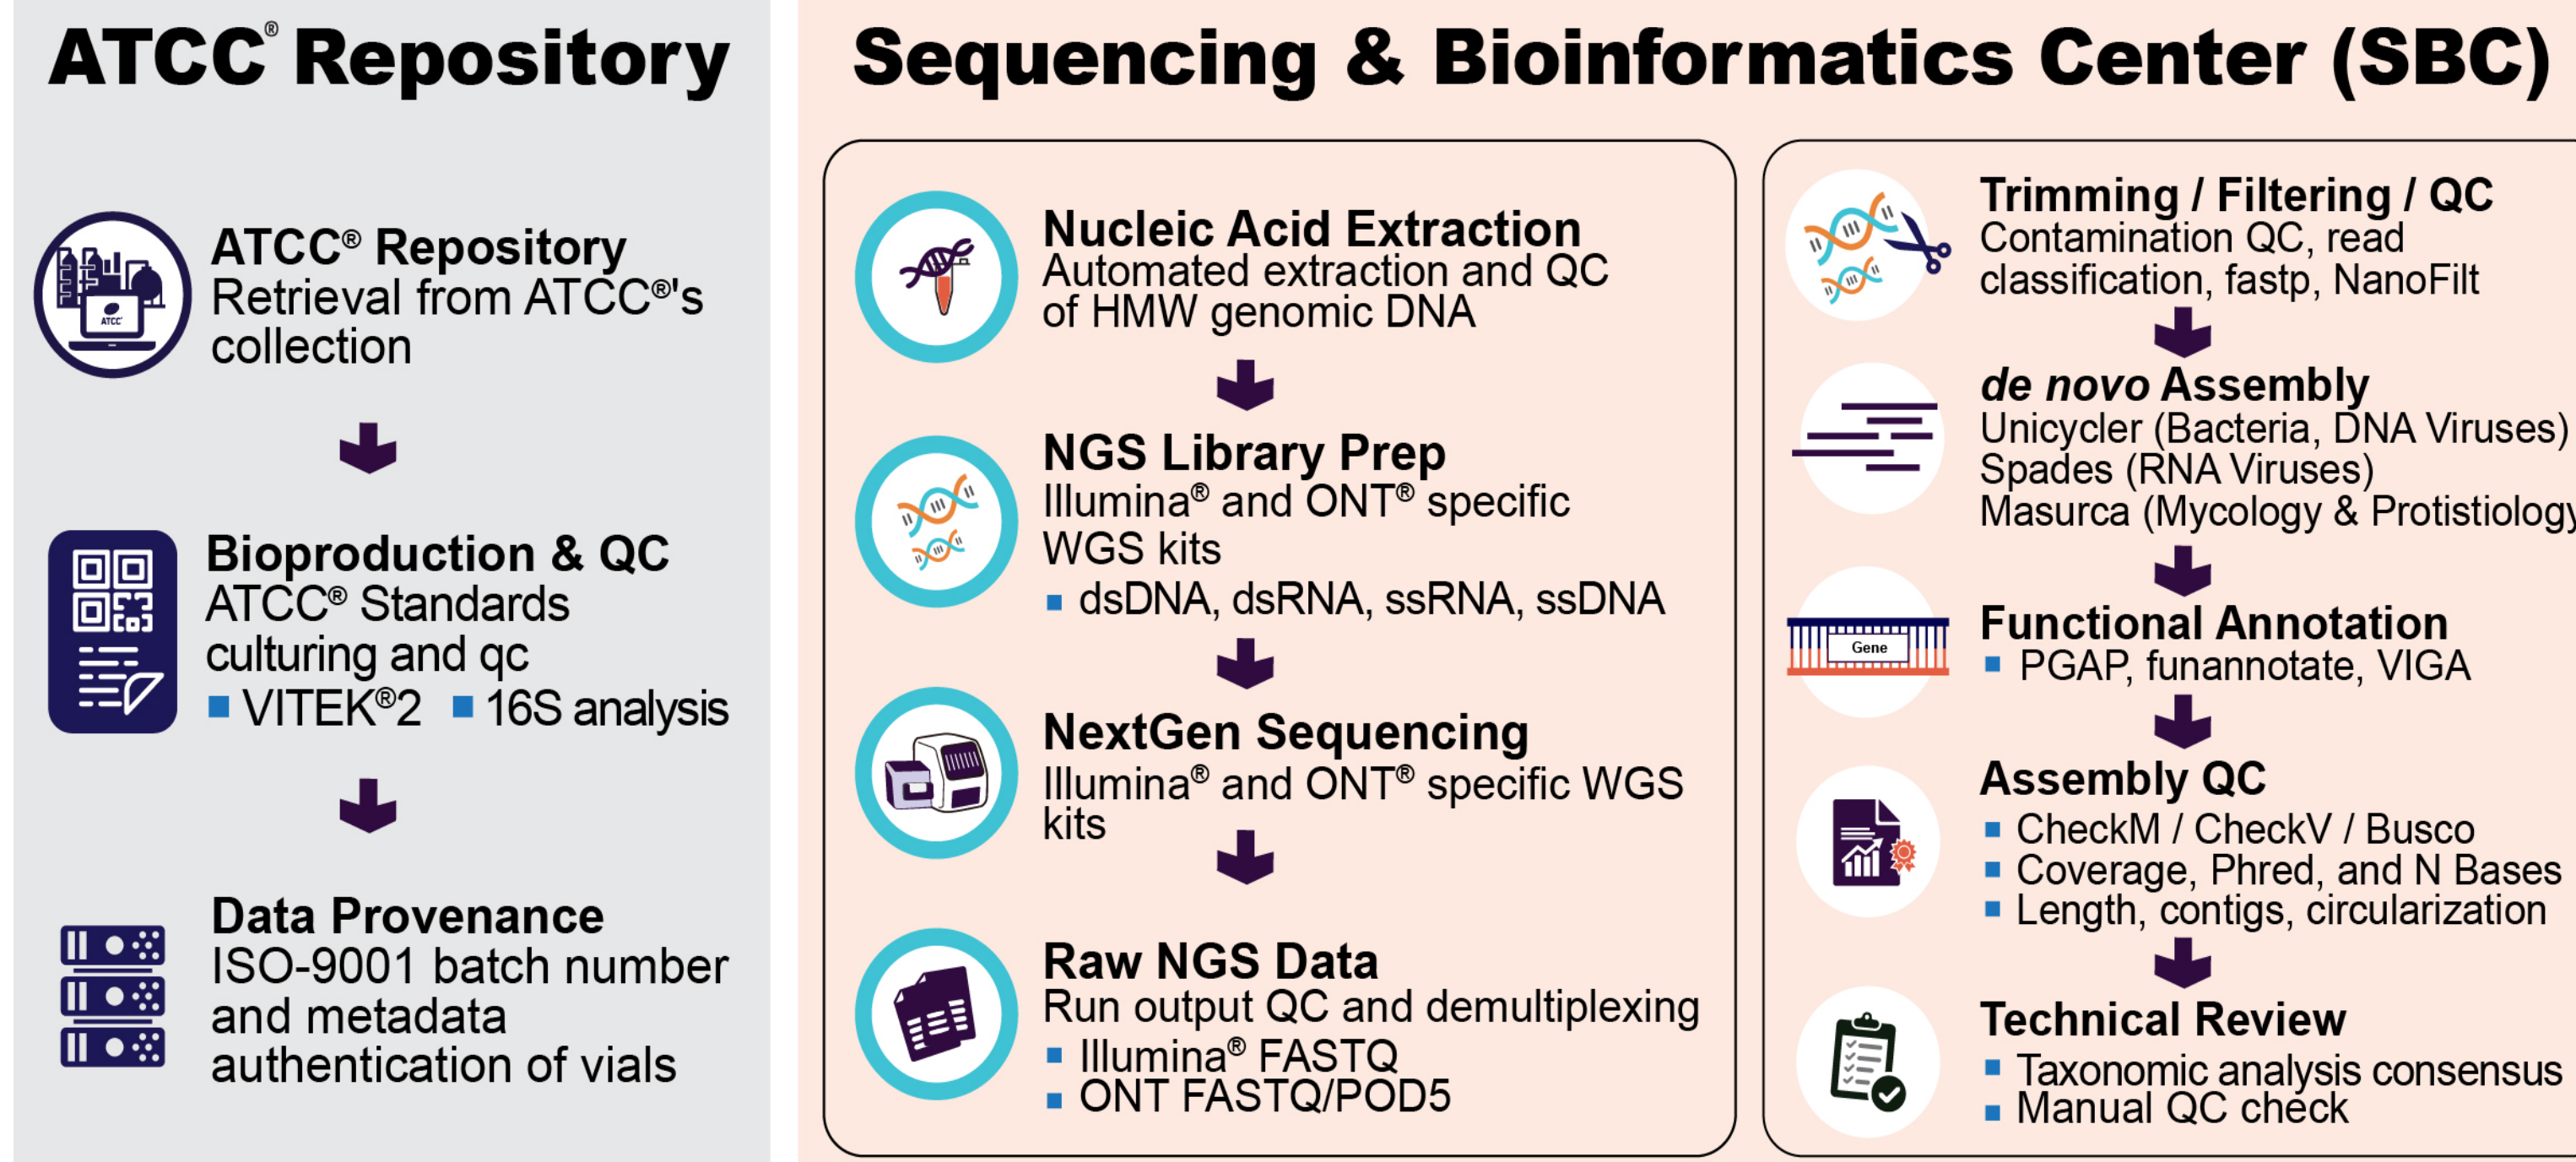 ATCC® Repository
ATCC® Repository
Retrieval from ATCC®'s
collection
ATCC®
Bioproduction & QC
ATCC® Standards
culturing and qc
VITEK®2 16S analysis
Data Provenance
ISO-9001 batch number
and metadata
authentication of vials
Sequencing & Bioinformatics Center (SBC)
Nucleic Acid Extraction
Automated extraction and QC
of HMW genomic DNA
NGS Library Prep
Illumina® and ONT® specific
WGS kits
dsDNA, dsRNA, ssRNA, ssDNA
NextGen Sequencing
Illumina® and ONT® specific WGS
kits
Raw NGS Data
Run output QC and demultiplexing
Illumina® FASTQ
ONT FASTQ/POD5
Trimming / Filtering / QC
Contamination QC, read
classification, fastp, NanoFilt
de novo Assembly
Unicycler (Bacteria, DNA Viruses)
Spades (RNA Viruses)
Masurca (Mycology & Protistiology
Gene
Functional Annotation
PGAP, funannotate, VIGA
Assembly QC
CheckM / CheckV / Busco
Coverage, Phred, and N Bases
Length, contigs, circularization
Technical Review
Taxonomic analysis consensus
Manual QC check